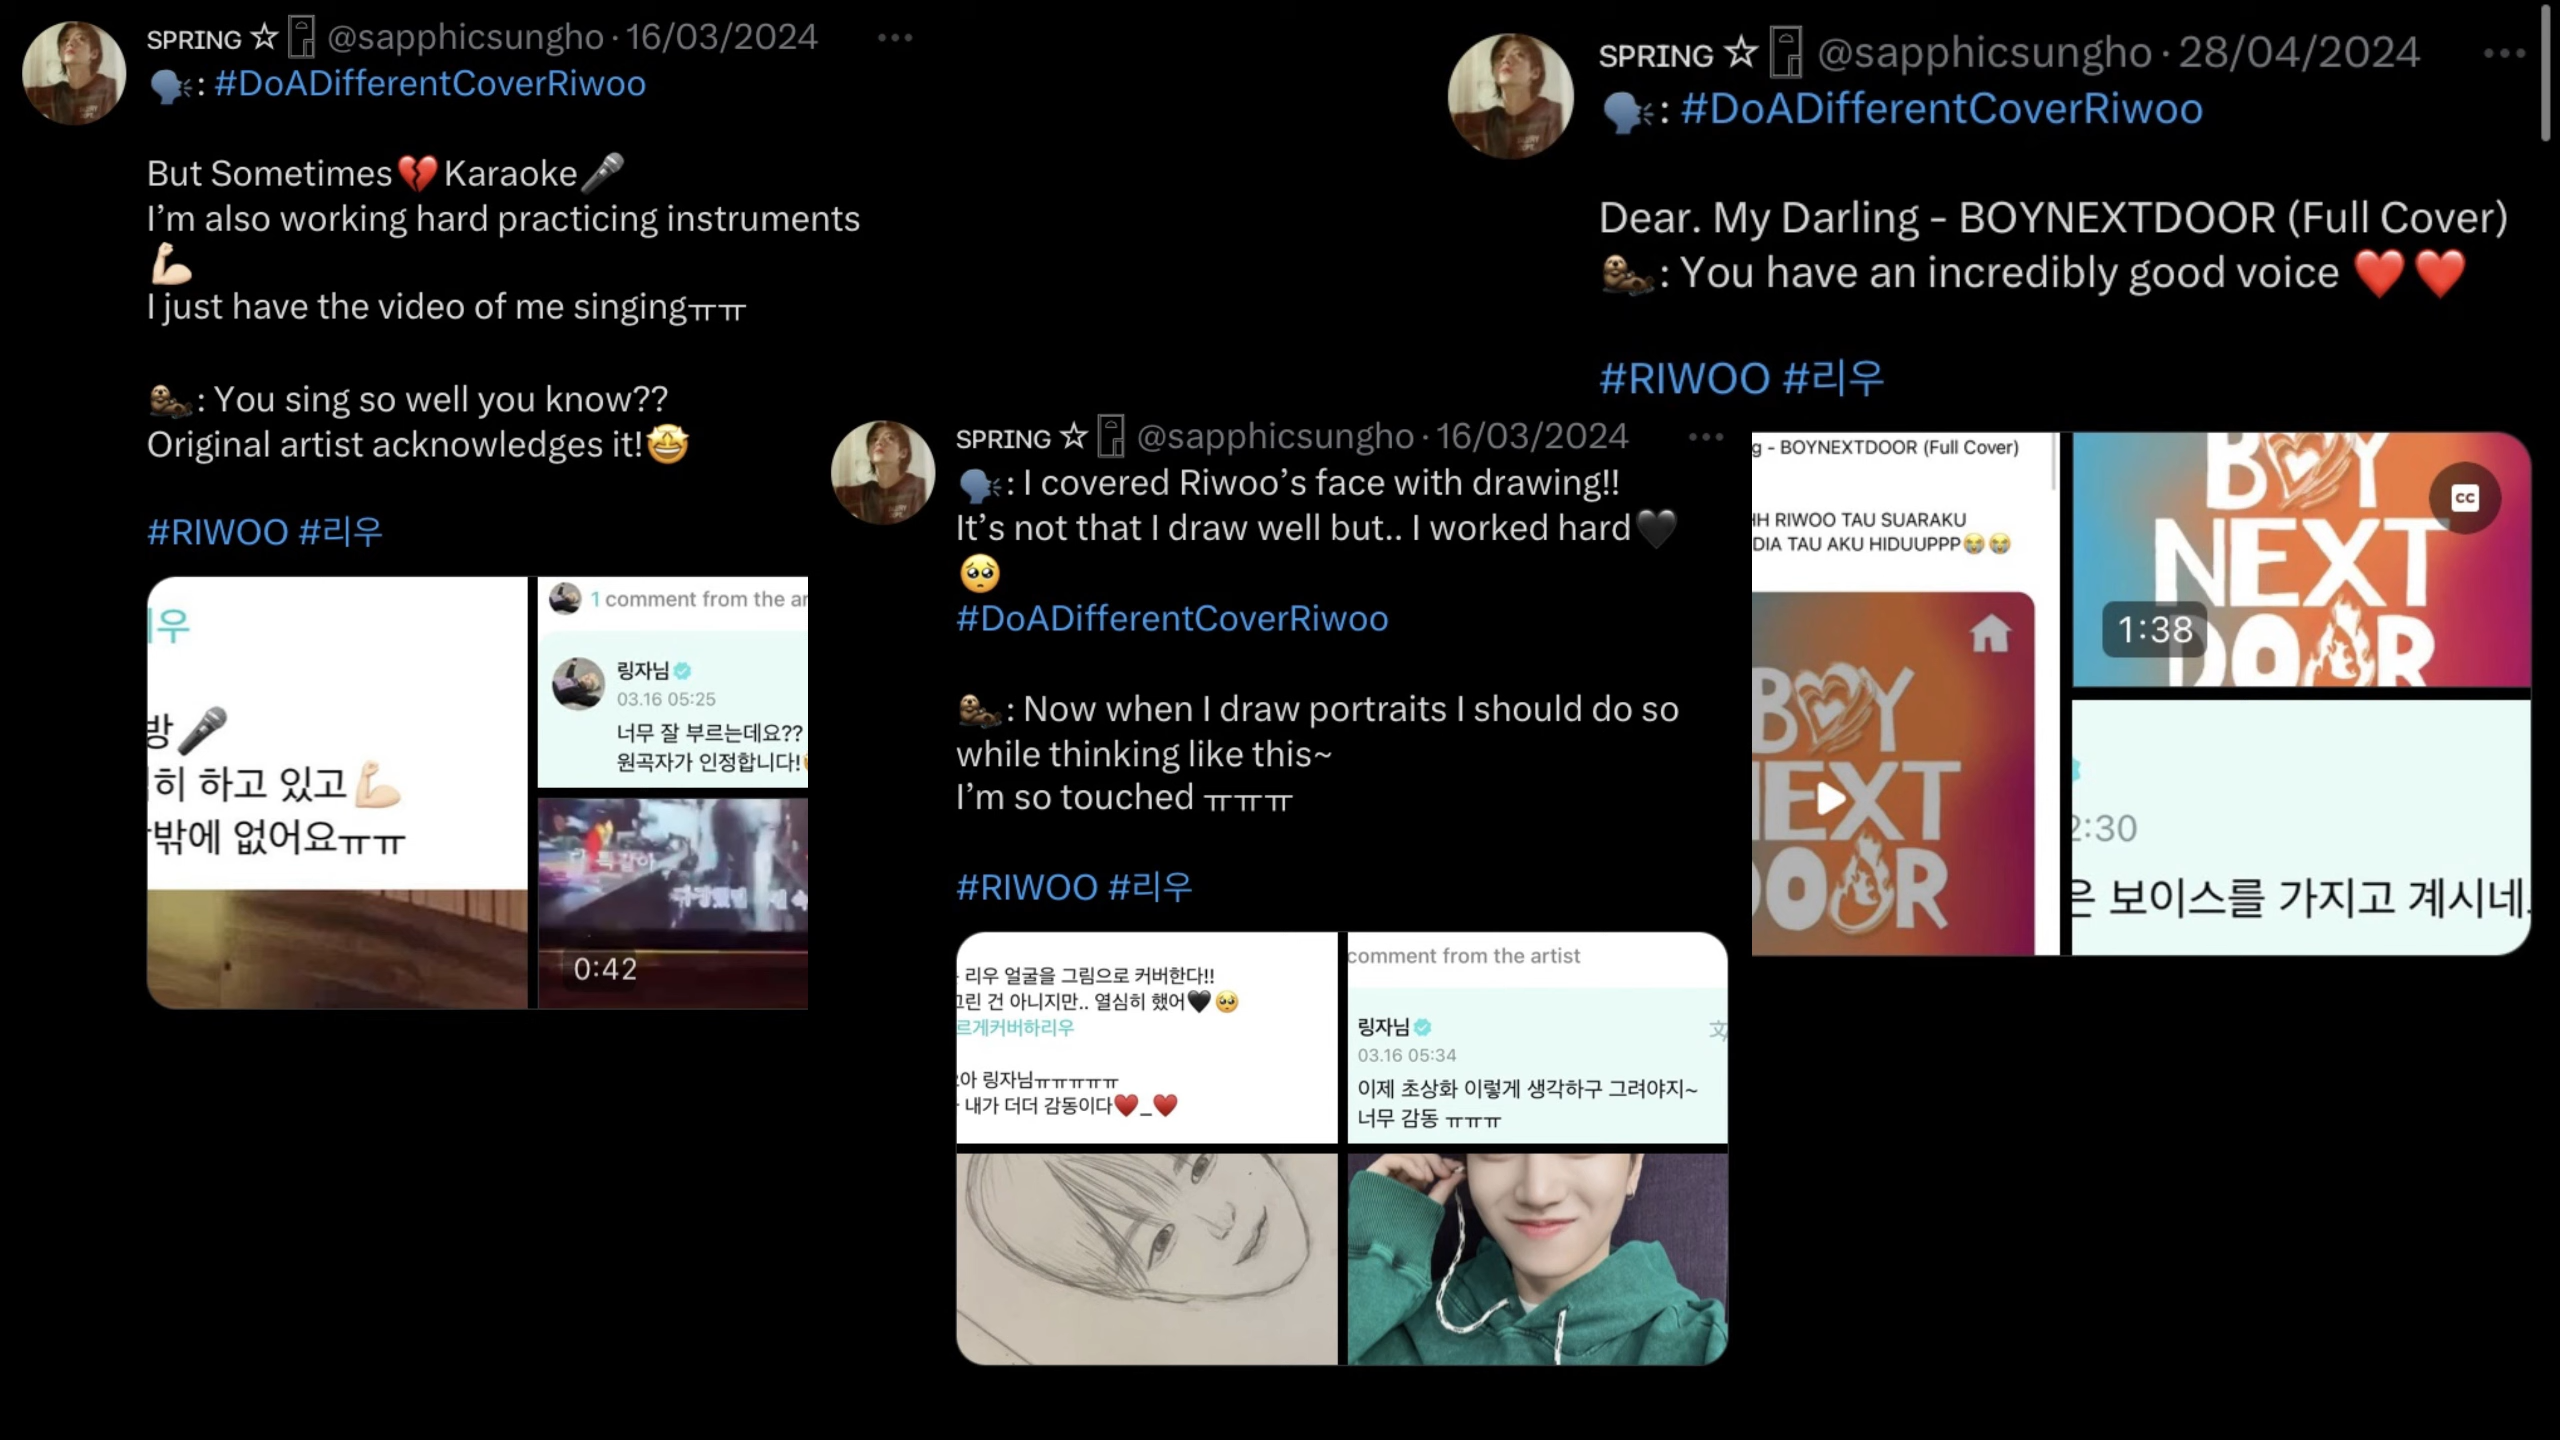 SPRING ☆ @sapphicsungho · 16/03/2024
🗣️: #DoADifferentCoverRiwoo
But Sometimes💔Karaoke🎤
I'm also working hard practicing instruments
💪🏻
I just have the video of me singingㅠㅠ
🦦: You sing so well you know??
Original artist acknowledges it!🤩
#RIWOO #리우
리우
방🎤
히 하고 있고💪🏻
밖에 없어요ㅠㅠ
1 comment from the ar
링자님
03.16 05:25
너무 잘 부르는데요??
원곡자가 인정합니다!
다 똑같아
0:42
SPRING ☆ @sapphicsungho · 16/03/2024
🗣️: I covered Riwoo's face with drawing!!
It's not that I draw well but.. I worked hard🖤
🥺
#DoADifferentCoverRiwoo
🦦: Now when I draw portraits I should do so
while thinking like this~
I'm so touched ㅠㅠㅠ
#RIWOO #리우
리우 얼굴을 그림으로 커버한다!!
그린 건 아니지만.. 열심히 했어🖤🥺
르게커버하리우
아 링자님ㅠㅠㅠㅠㅠ
내가 더더 감동이다♥️_♥️
comment from the artist
링자님
03.16 05:34
이제 초상화 이렇게 생각하구 그려야지~
너무 감동 ㅠㅠㅠ
SPRING ☆ @sapphicsungho · 28/04/2024
🗣️: #DoADifferentCoverRiwoo
Dear. My Darling - BOYNEXTDOOR (Full Cover)
🦦: You have an incredibly good voice ❤️❤️
#RIWOO #리우
g - BOYNEXTDOOR (Full Cover)
HH RIWOO TAU SUARAKU
DIA TAU AKU HIDUUPPP😭😭
BOY
NEXT
DOOR
BOY
NEXT
DOOR
CC
1:38
2:30
은 보이스를 가지고 계시네